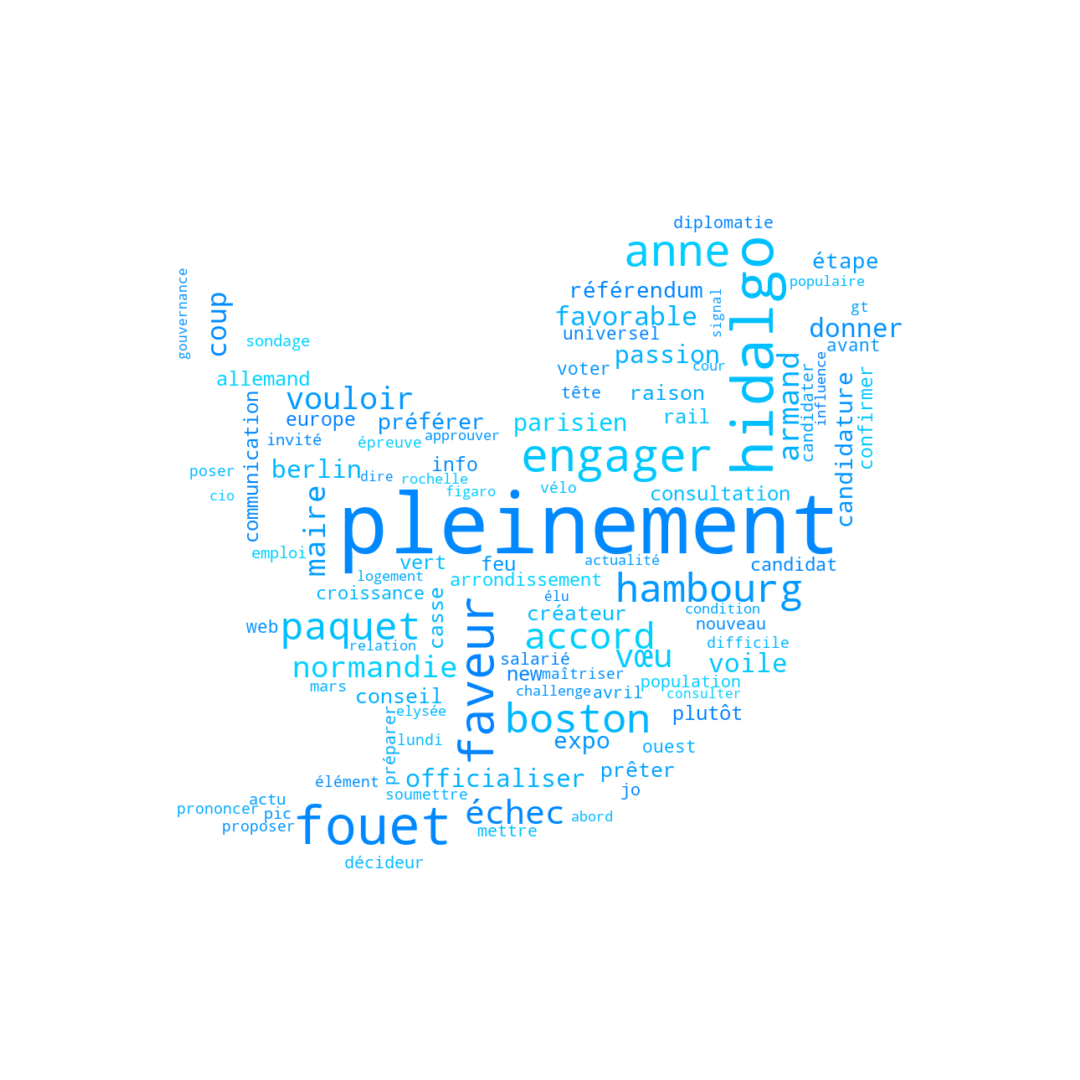 diplomatie
anne
hidalgo
étape
populaire
gouvernance
coup
référendum
signal
gt
favorable
donner
universel
sondage
passion
avant
armand
influence
candidater
cour
voter
allemand
candidature
confirmer
tête
raison
vouloir
communication
europe
préférer
parisien
rail
invité
épreuve
approuver
engager
berlin
info
poser
dire
rochelle
cio
figaro
vélo
consultation
maire
pleinement
emploi
vert
feu
actualité
candidat
logement
arrondissement
hambourg
croissance
casse
élu
faveur
condition
créateur
nouveau
web
paquet
accord
relation
difficile
normandie
salarié
vœu
voile
new
maîtriser
mars
population
challenge
avril
consulter
conseil
elysée
boston
plutôt
préparer
lundi
expo
ouest
prêter
officialiser
élément
jo
soumettre
actu
prononcer
pic
fouet
échec
abord
proposer
mettre
décideur